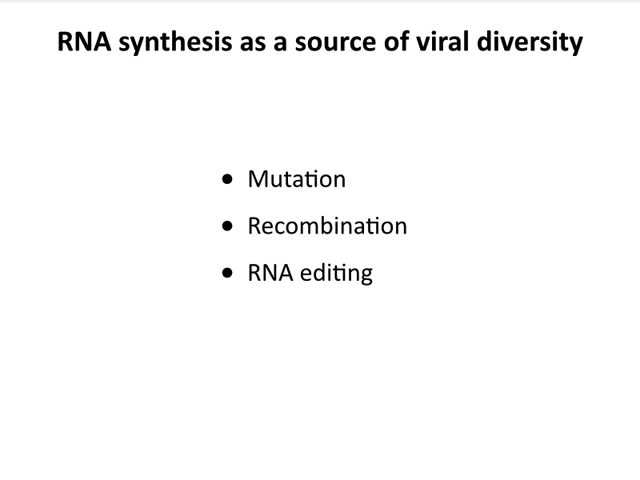 RNA synthesis as a source of viral diversity
• Mutation
• Recombination
• RNA editing